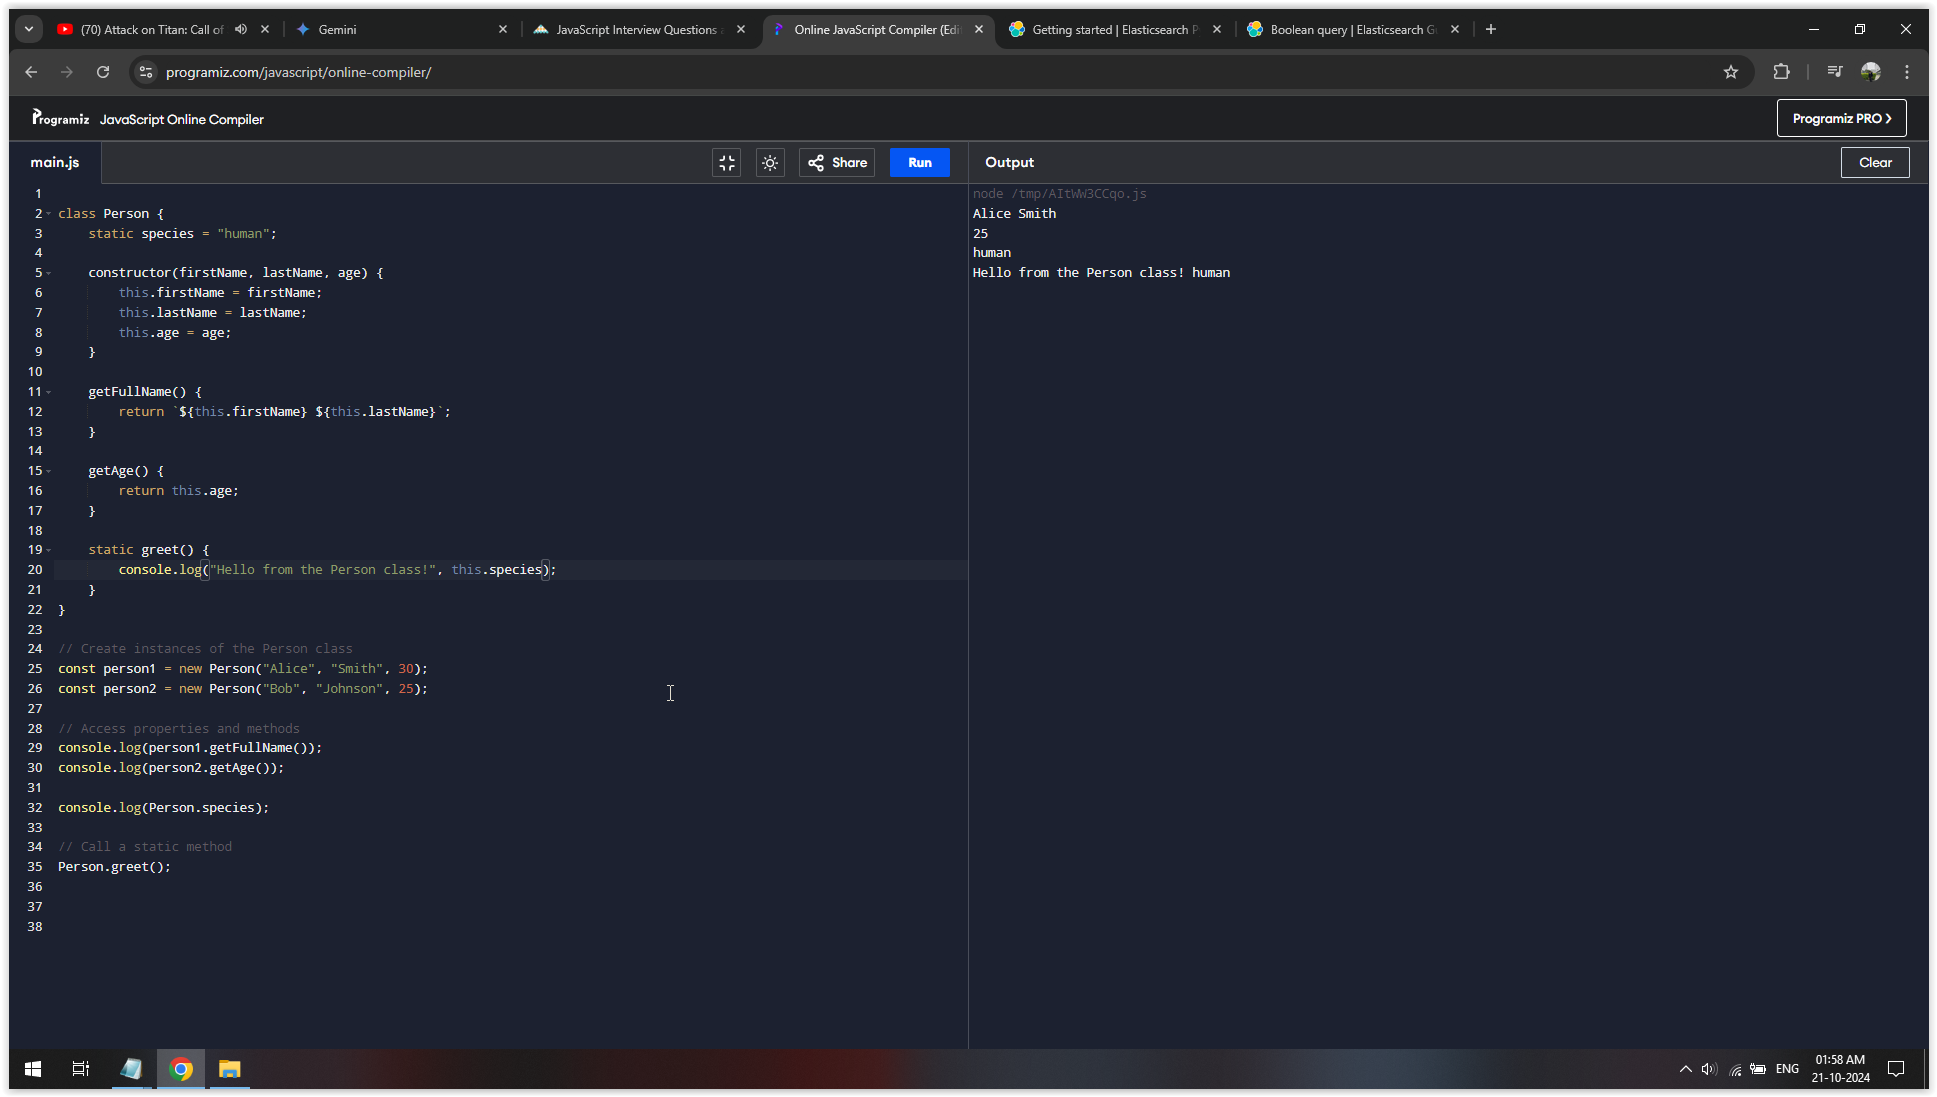 (70) Attack on Titan: Call of
Gemini
JavaScript Interview Questions
Online JavaScript Compiler (Edi
Getting started | Elasticsearch P
Boolean query | Elasticsearch G
programiz.com/javascript/online-compiler/
Programiz JavaScript Online Compiler
Programiz PRO
main.js
Share
Run
Output
Clear
1
2 class Person {
3 static species = "human";
4
5 constructor(firstName, lastName, age) {
6 this.firstName = firstName;
7 this.lastName = lastName;
8 this.age = age;
9 }
10
11 getFullName() {
12 return `${this.firstName} ${this.lastName}`;
13 }
14
15 getAge() {
16 return this.age;
17 }
18
19 static greet() {
20 console.log("Hello from the Person class!", this.species);
21 }
22 }
23
24 // Create instances of the Person class
25 const person1 = new Person("Alice", "Smith", 30);
26 const person2 = new Person("Bob", "Johnson", 25);
27
28 // Access properties and methods
29 console.log(person1.getFullName());
30 console.log(person2.getAge());
31
32 console.log(Person.species);
33
34 // Call a static method
35 Person.greet();
36
37
38
node /tmp/AItWW3CCqo.js
Alice Smith
25
human
Hello from the Person class! human
ENG
01:58 AM
21-10-2024